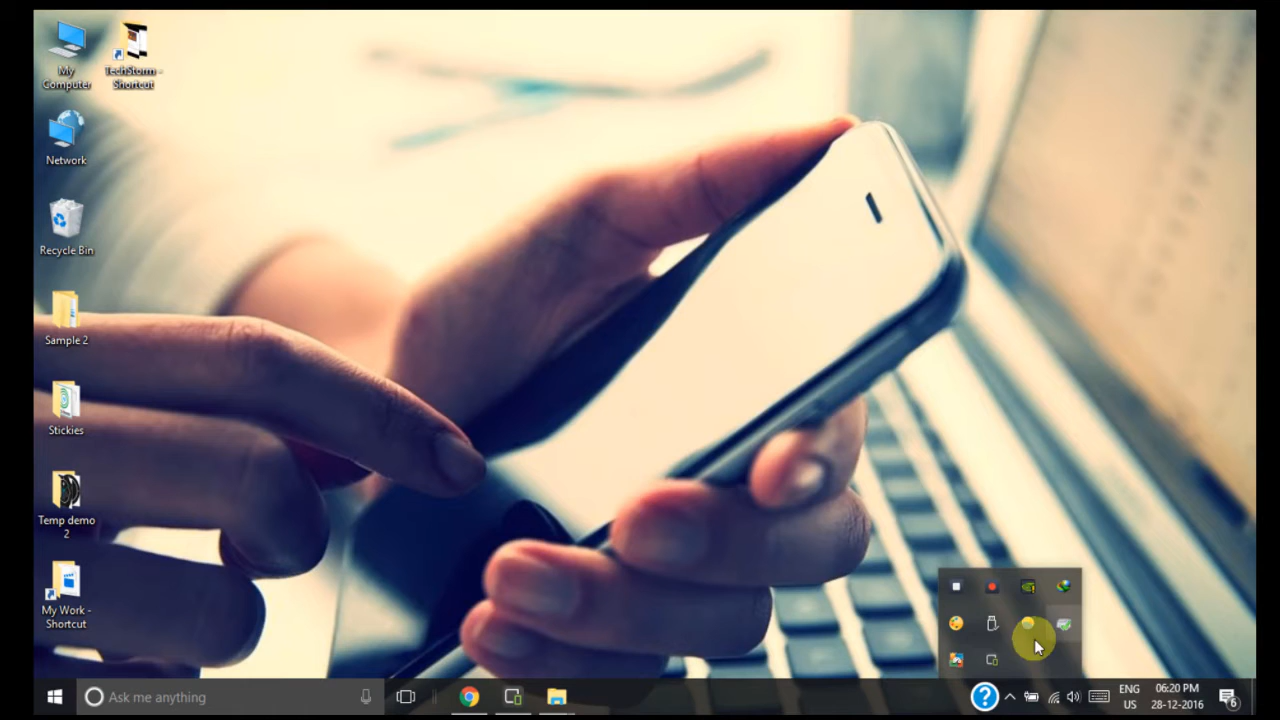 My
Computer
TechStorm -
Shortcut
Network
Recycle Bin
Sample 2
Stickies
Temp demo
2
My Work -
Shortcut
Ask me anything
ENG
US
06:20 PM
28-12-2016
6